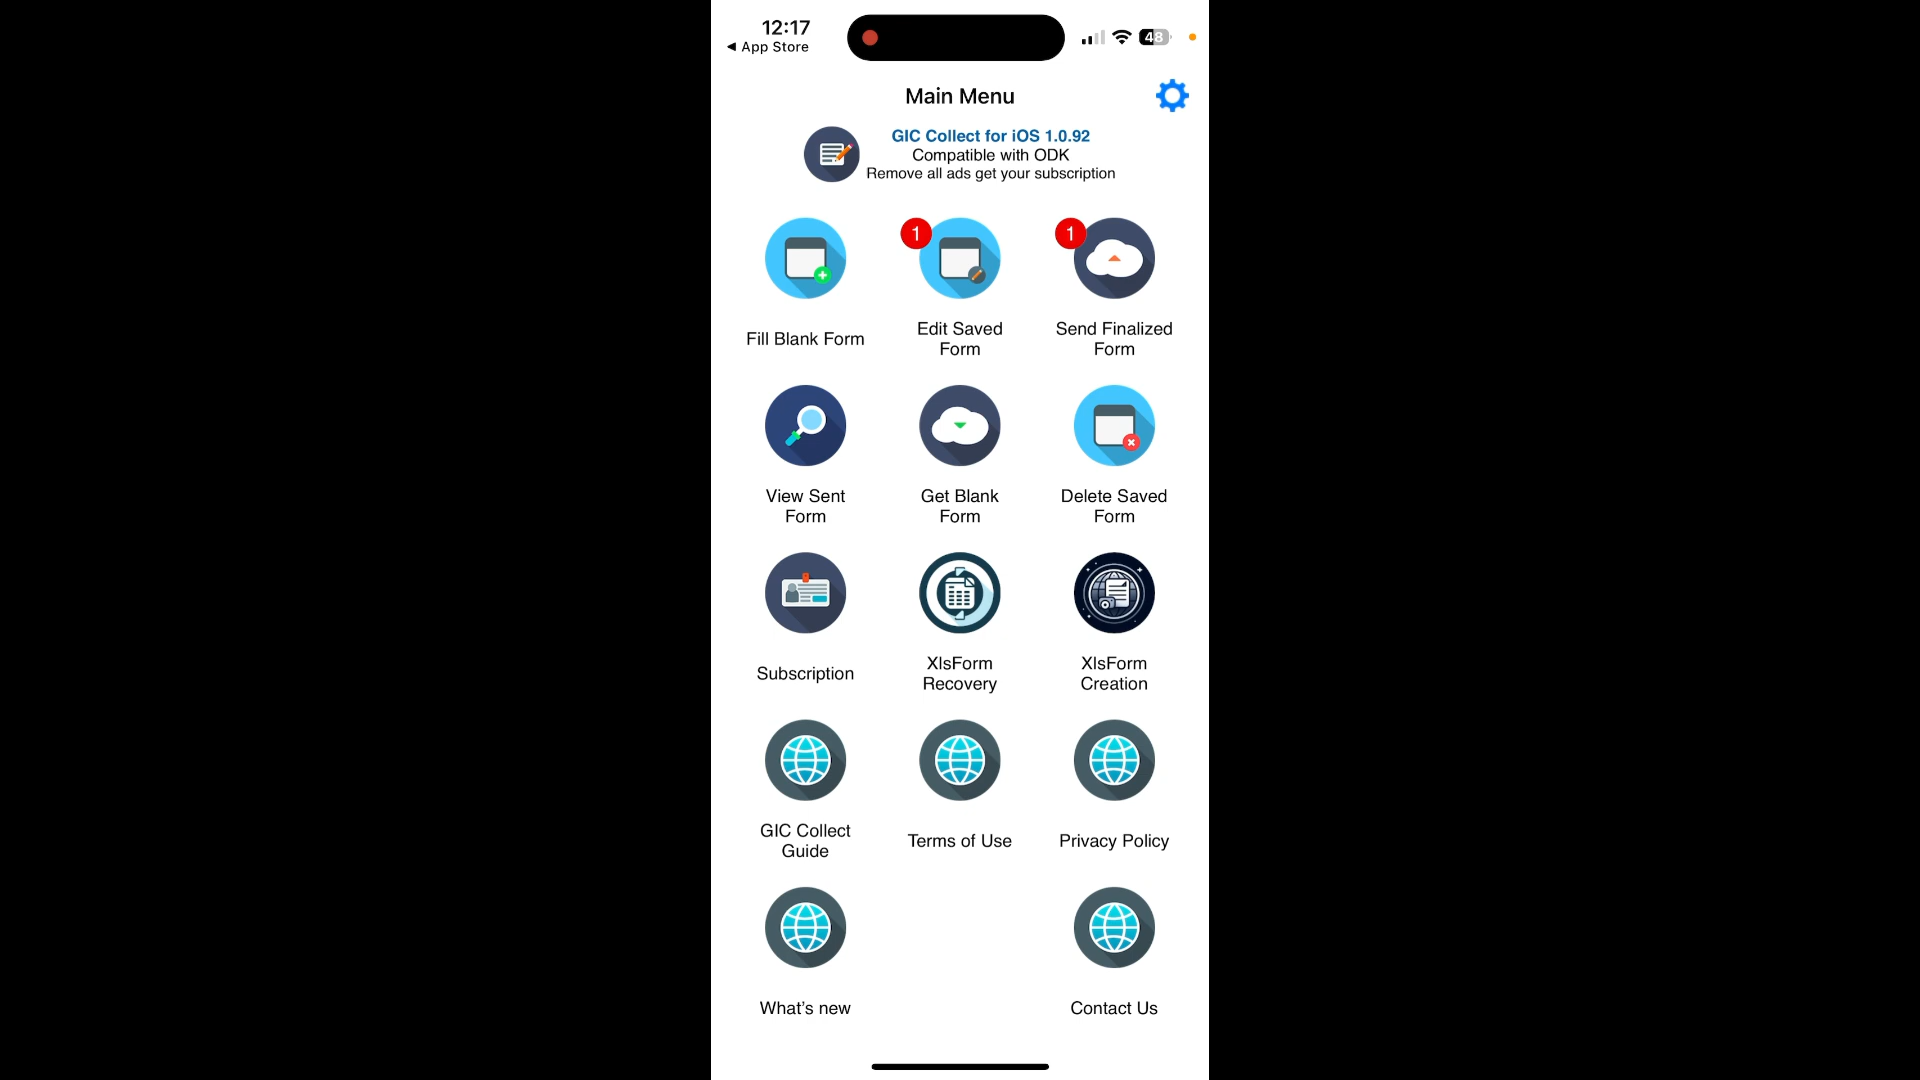 12:17
◀ App Store
48
Main Menu
GIC Collect for iOS 1.0.92
Compatible with ODK
Remove all ads get your subscription
1
1
Fill Blank Form
Edit Saved
Form
Send Finalized
Form
View Sent
Form
Get Blank
Form
Delete Saved
Form
Subscription
XlsForm
Recovery
XlsForm
Creation
GIC Collect
Guide
Terms of Use
Privacy Policy
What's new
Contact Us